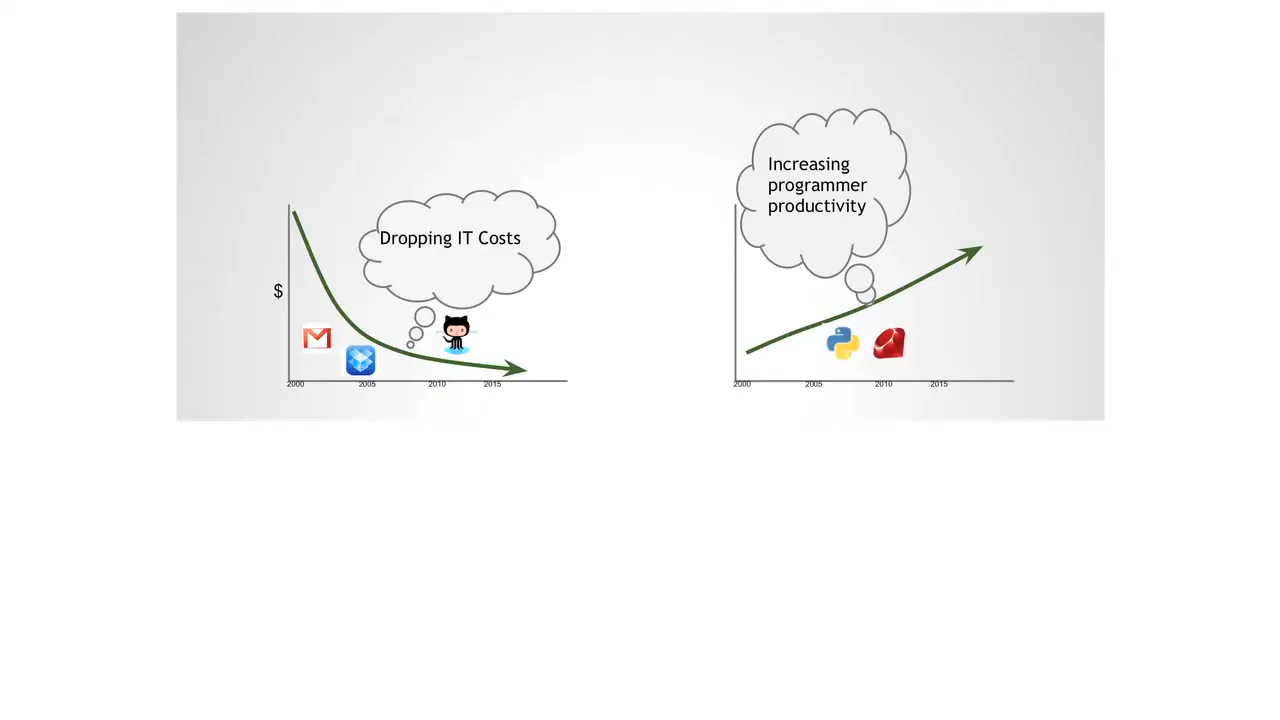 Dropping IT Costs
$
2000 2005 2010 2015
Increasing
programmer
productivity
2000 2005 2010 2015